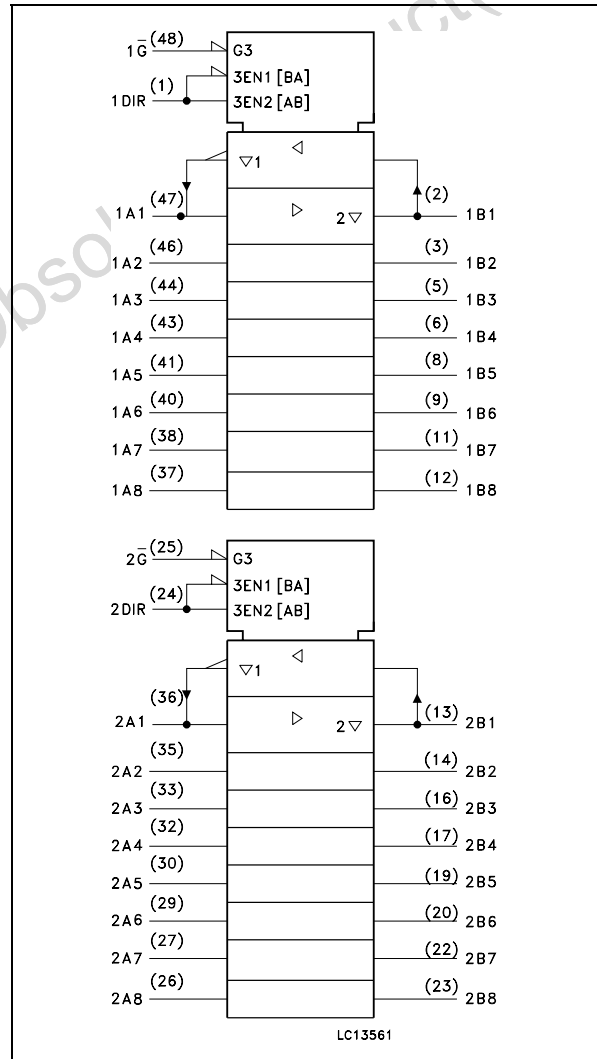 1G̅ (48) G3
3EN1 [BA]
1DIR (1) 3EN2 [AB]
▽1 ◁
1A1 (47) ▷ 2▽ (2) 1B1
1A2 (46) (3) 1B2
1A3 (44) (5) 1B3
1A4 (43) (6) 1B4
1A5 (41) (8) 1B5
1A6 (40) (9) 1B6
1A7 (38) (11) 1B7
1A8 (37) (12) 1B8
2G̅ (25) G3
3EN1 [BA]
2DIR (24) 3EN2 [AB]
▽1 ◁
2A1 (36) ▷ 2▽ (13) 2B1
2A2 (35) (14) 2B2
2A3 (33) (16) 2B3
2A4 (32) (17) 2B4
2A5 (30) (19) 2B5
2A6 (29) (20) 2B6
2A7 (27) (22) 2B7
2A8 (26) (23) 2B8
LC13561